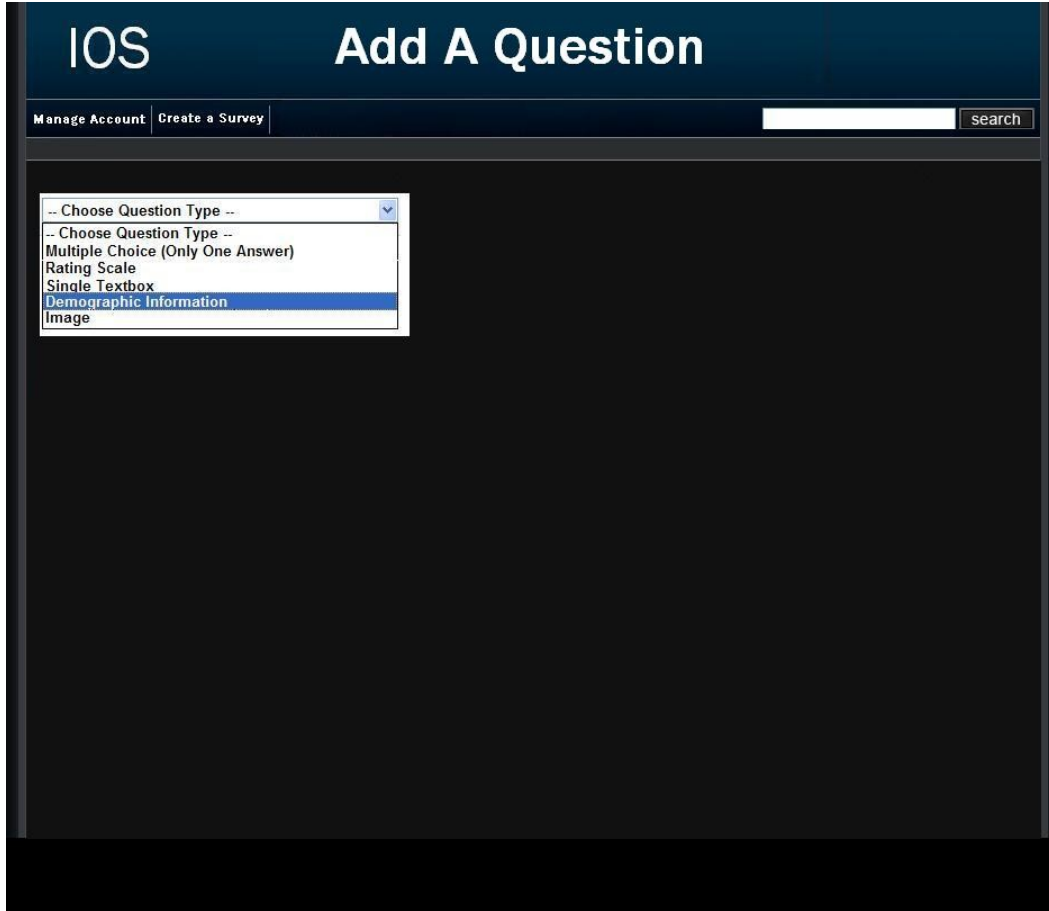 IOS Add A Question
Manage Account Create a Survey search
-- Choose Question Type --
-- Choose Question Type --
Multiple Choice (Only One Answer)
Rating Scale
Single Textbox
Demographic Information
Image